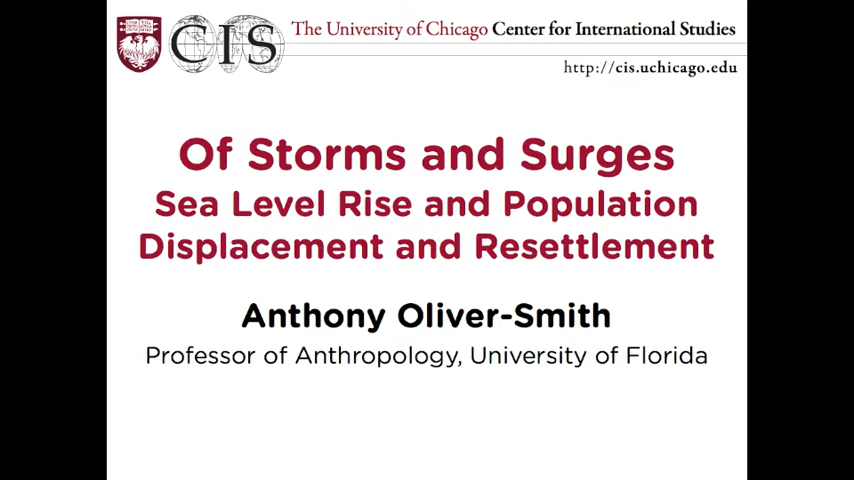 CIS
The University of Chicago Center for International Studies
http://cis.uchicago.edu
Of Storms and Surges
Sea Level Rise and Population
Displacement and Resettlement
Anthony Oliver-Smith
Professor of Anthropology, University of Florida